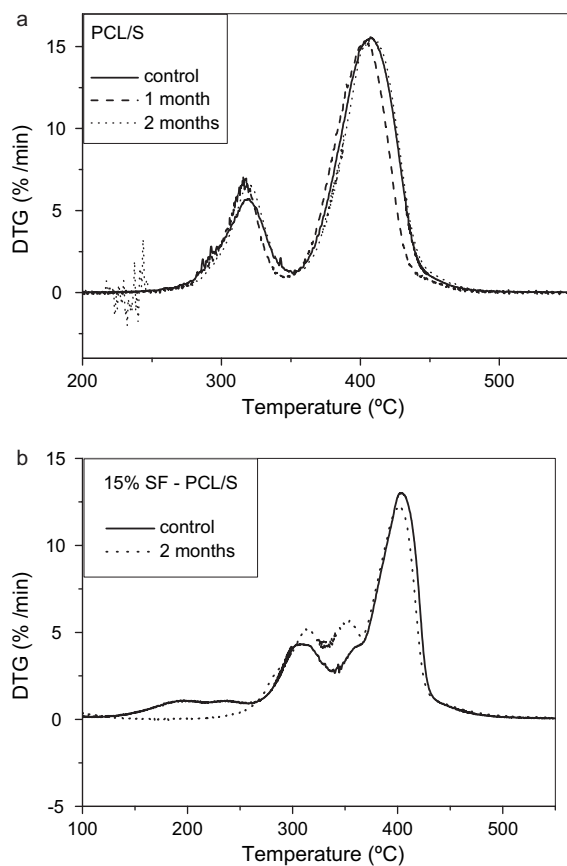 a
PCL/S
control
1 month
2 months
DTG (% /min)
15
10
5
0
200
300
400
500
Temperature (ºC)
b
15% SF - PCL/S
control
2 months
DTG (% /min)
15
10
5
0
-5
100
200
300
400
500
Temperature (ºC)